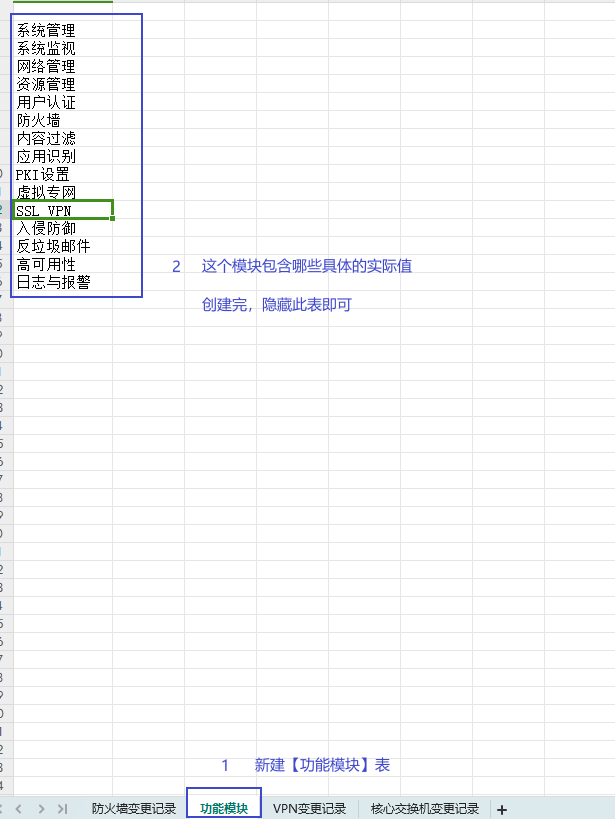 系统管理
系统监视
网络管理
资源管理
用户认证
防火墙
内容过滤
应用识别
PKI设置
虚拟专网
SSL VPN
入侵防御
反垃圾邮件
高可用性
日志与报警
2 这个模块包含哪些具体的实际值
创建完，隐藏此表即可
1 新建【功能模块】表
防火墙变更记录 功能模块 VPN变更记录 核心交换机变更记录 +